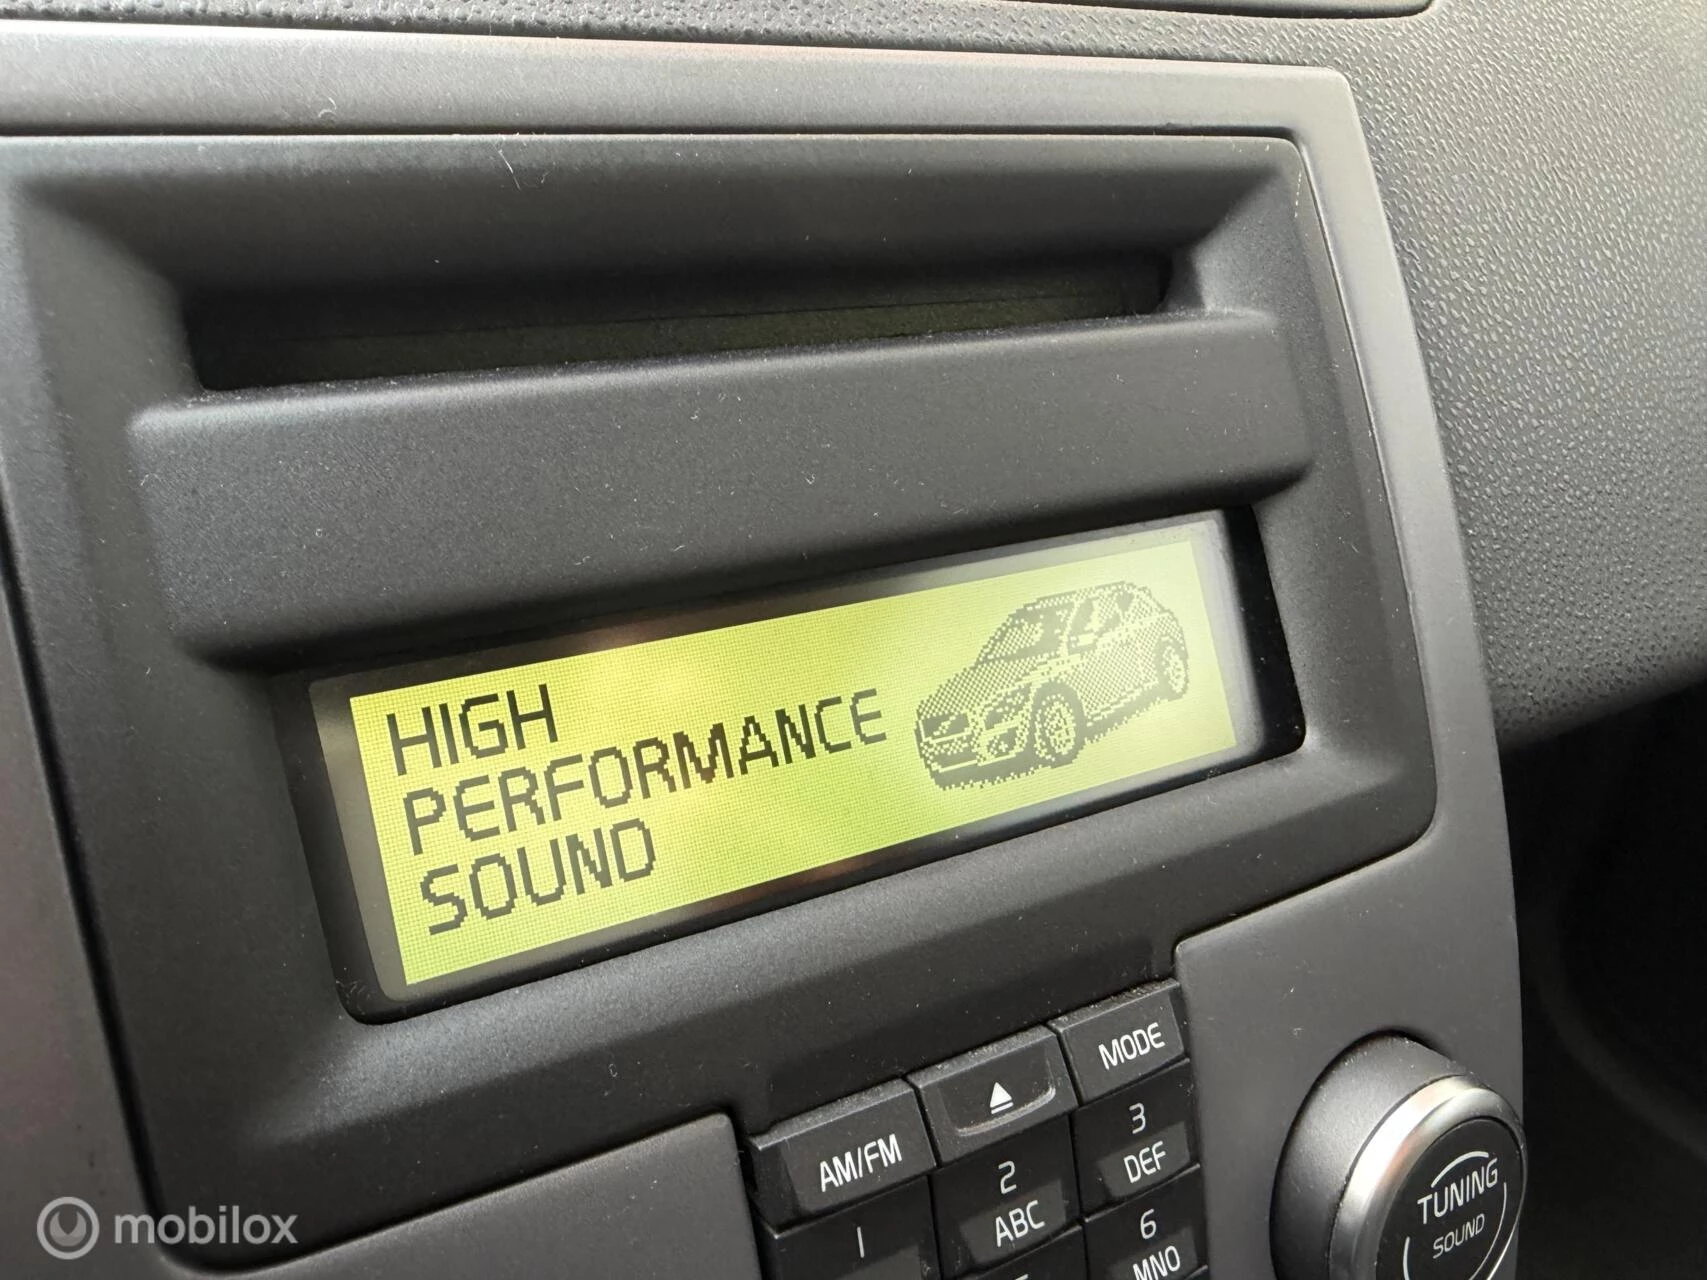 HIGH
PERFORMANCE
SOUND
MODE
AM/FM
3
DEF
2
ABC
1
6
MNO
TUNING
SOUND
mobilox